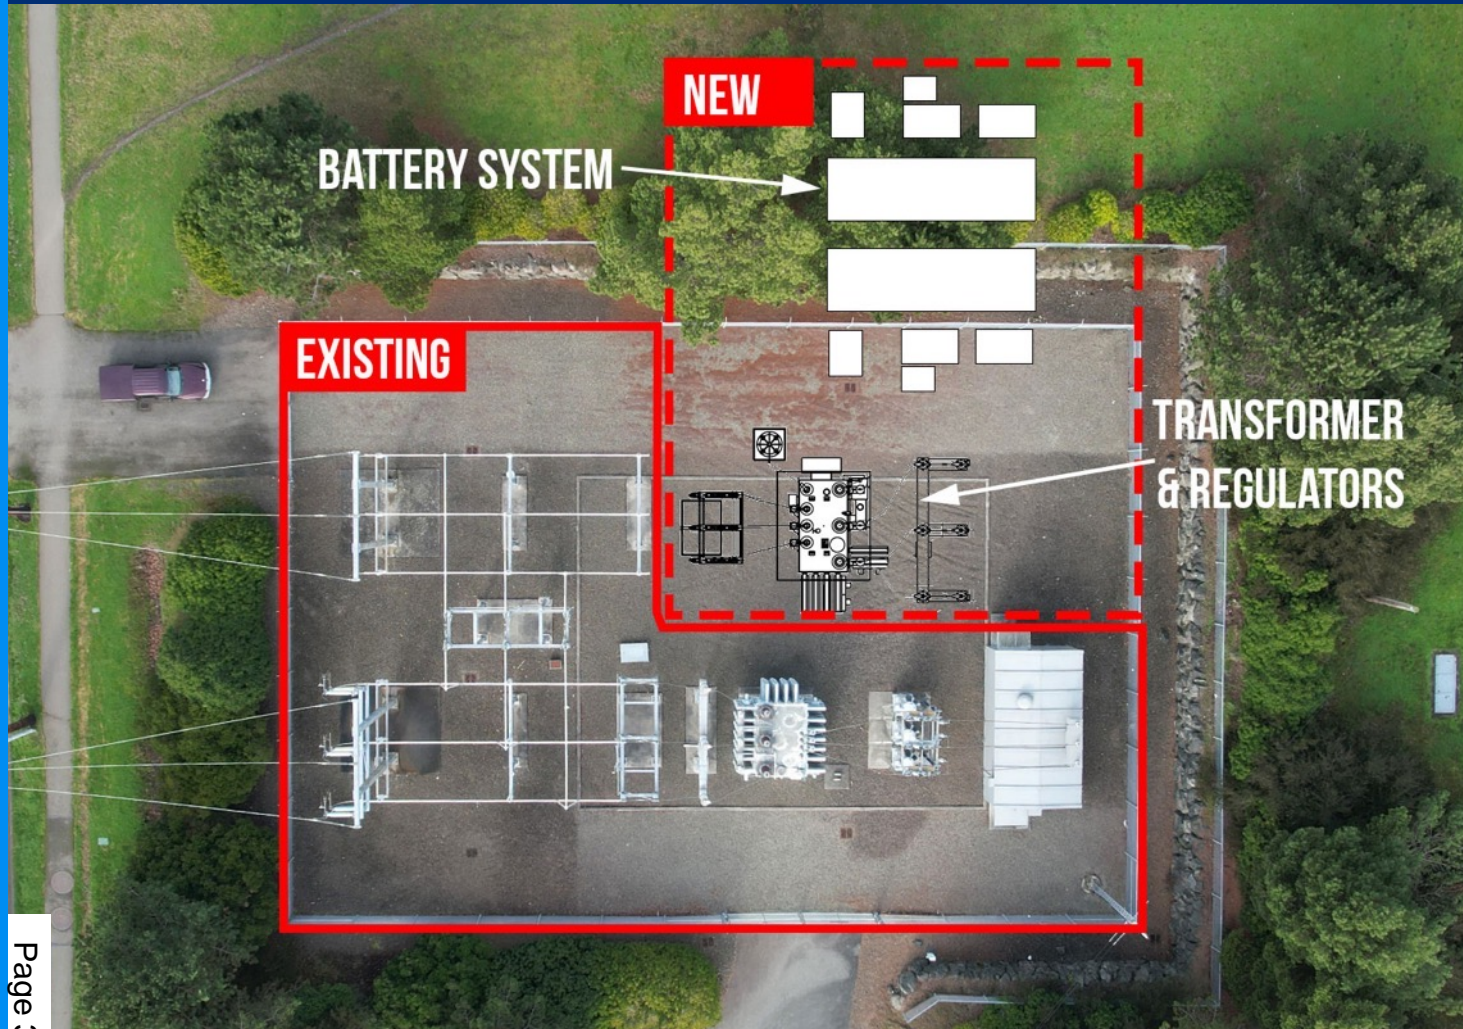 NEW
BATTERY SYSTEM
EXISTING
TRANSFORMER
& REGULATORS
Page